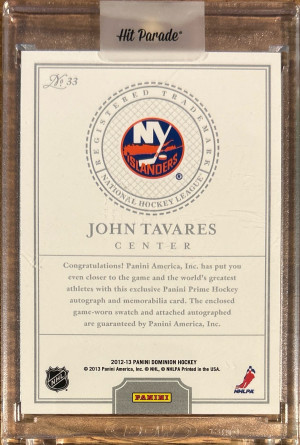 Hit Parade®
No 33
REGISTERED TRADEMARK
NY
ISLANDERS
®
NATIONAL HOCKEY LEAGUE
JOHN TAVARES
CENTER
Congratulations! Panini America, Inc. has put you
even closer to the game and the world's greatest
athletes with this exclusive Panini Prime Hockey
autograph and memorabilia card. The enclosed
game-worn swatch and attached autographed
are guaranteed by Panini America, Inc.
2012-13 PANINI DOMINION HOCKEY
© 2013 Panini America, Inc. © NHL, © NHLPA Printed in the USA.
NHL
PANINI
NHLPA